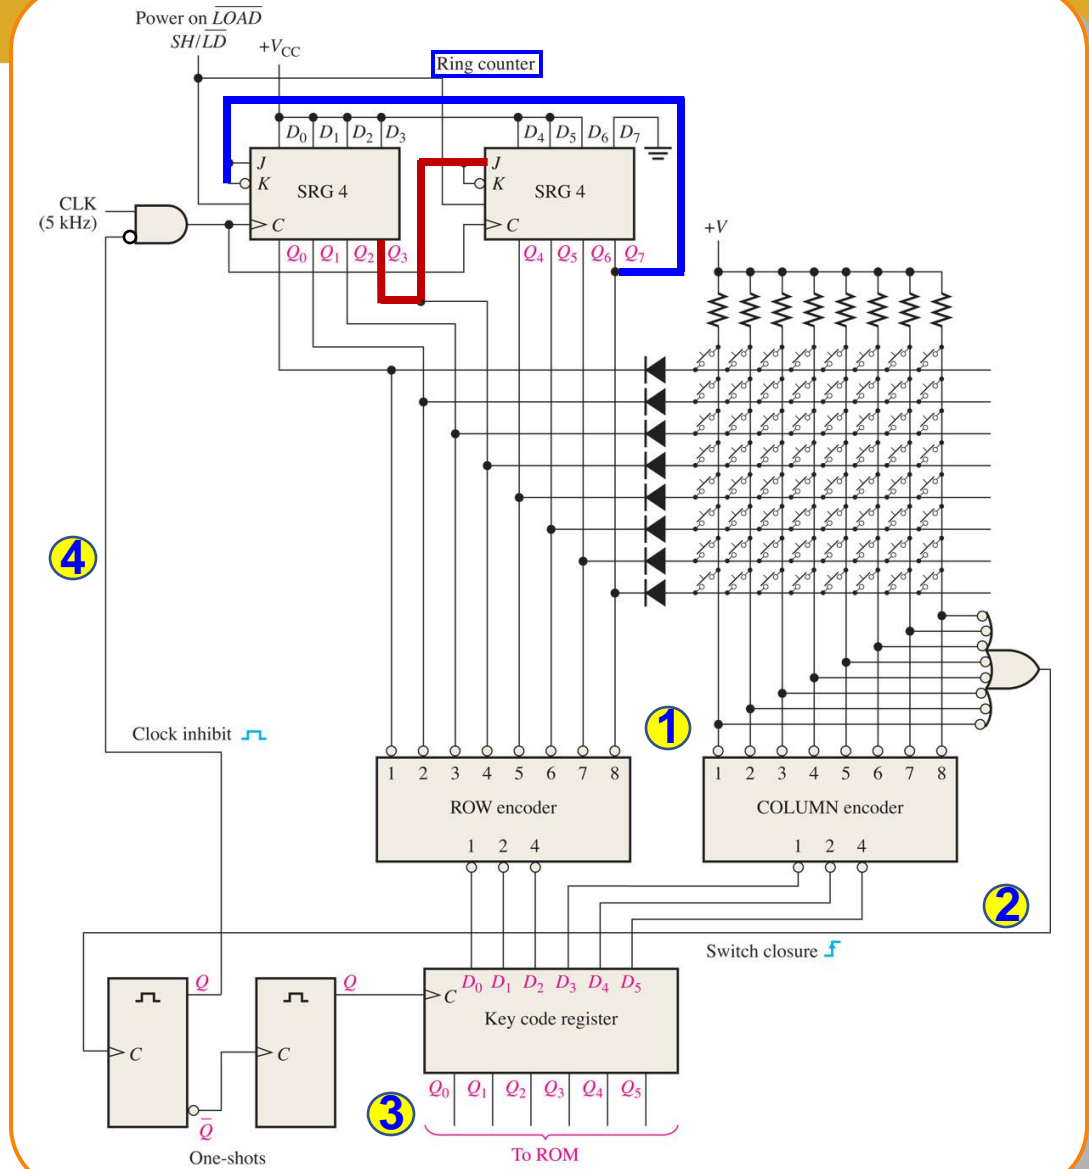 Power on L̅O̅A̅D̅
SH/L̅D̅
+VCC
Ring counter
D0 D1 D2 D3
D4 D5 D6 D7
J
K
SRG 4
C
J
K
SRG 4
C
CLK
(5 kHz)
Q0 Q1 Q2 Q3
Q4 Q5 Q6 Q7
+V
4
1
Clock inhibit
1 2 3 4 5 6 7 8
ROW encoder
1 2 4
1 2 3 4 5 6 7 8
COLUMN encoder
1 2 4
2
Switch closure
Q
C
Q̅
Q
C
One-shots
D0 D1 D2 D3 D4 D5
C
Key code register
Q0 Q1 Q2 Q3 Q4 Q5
3
To ROM